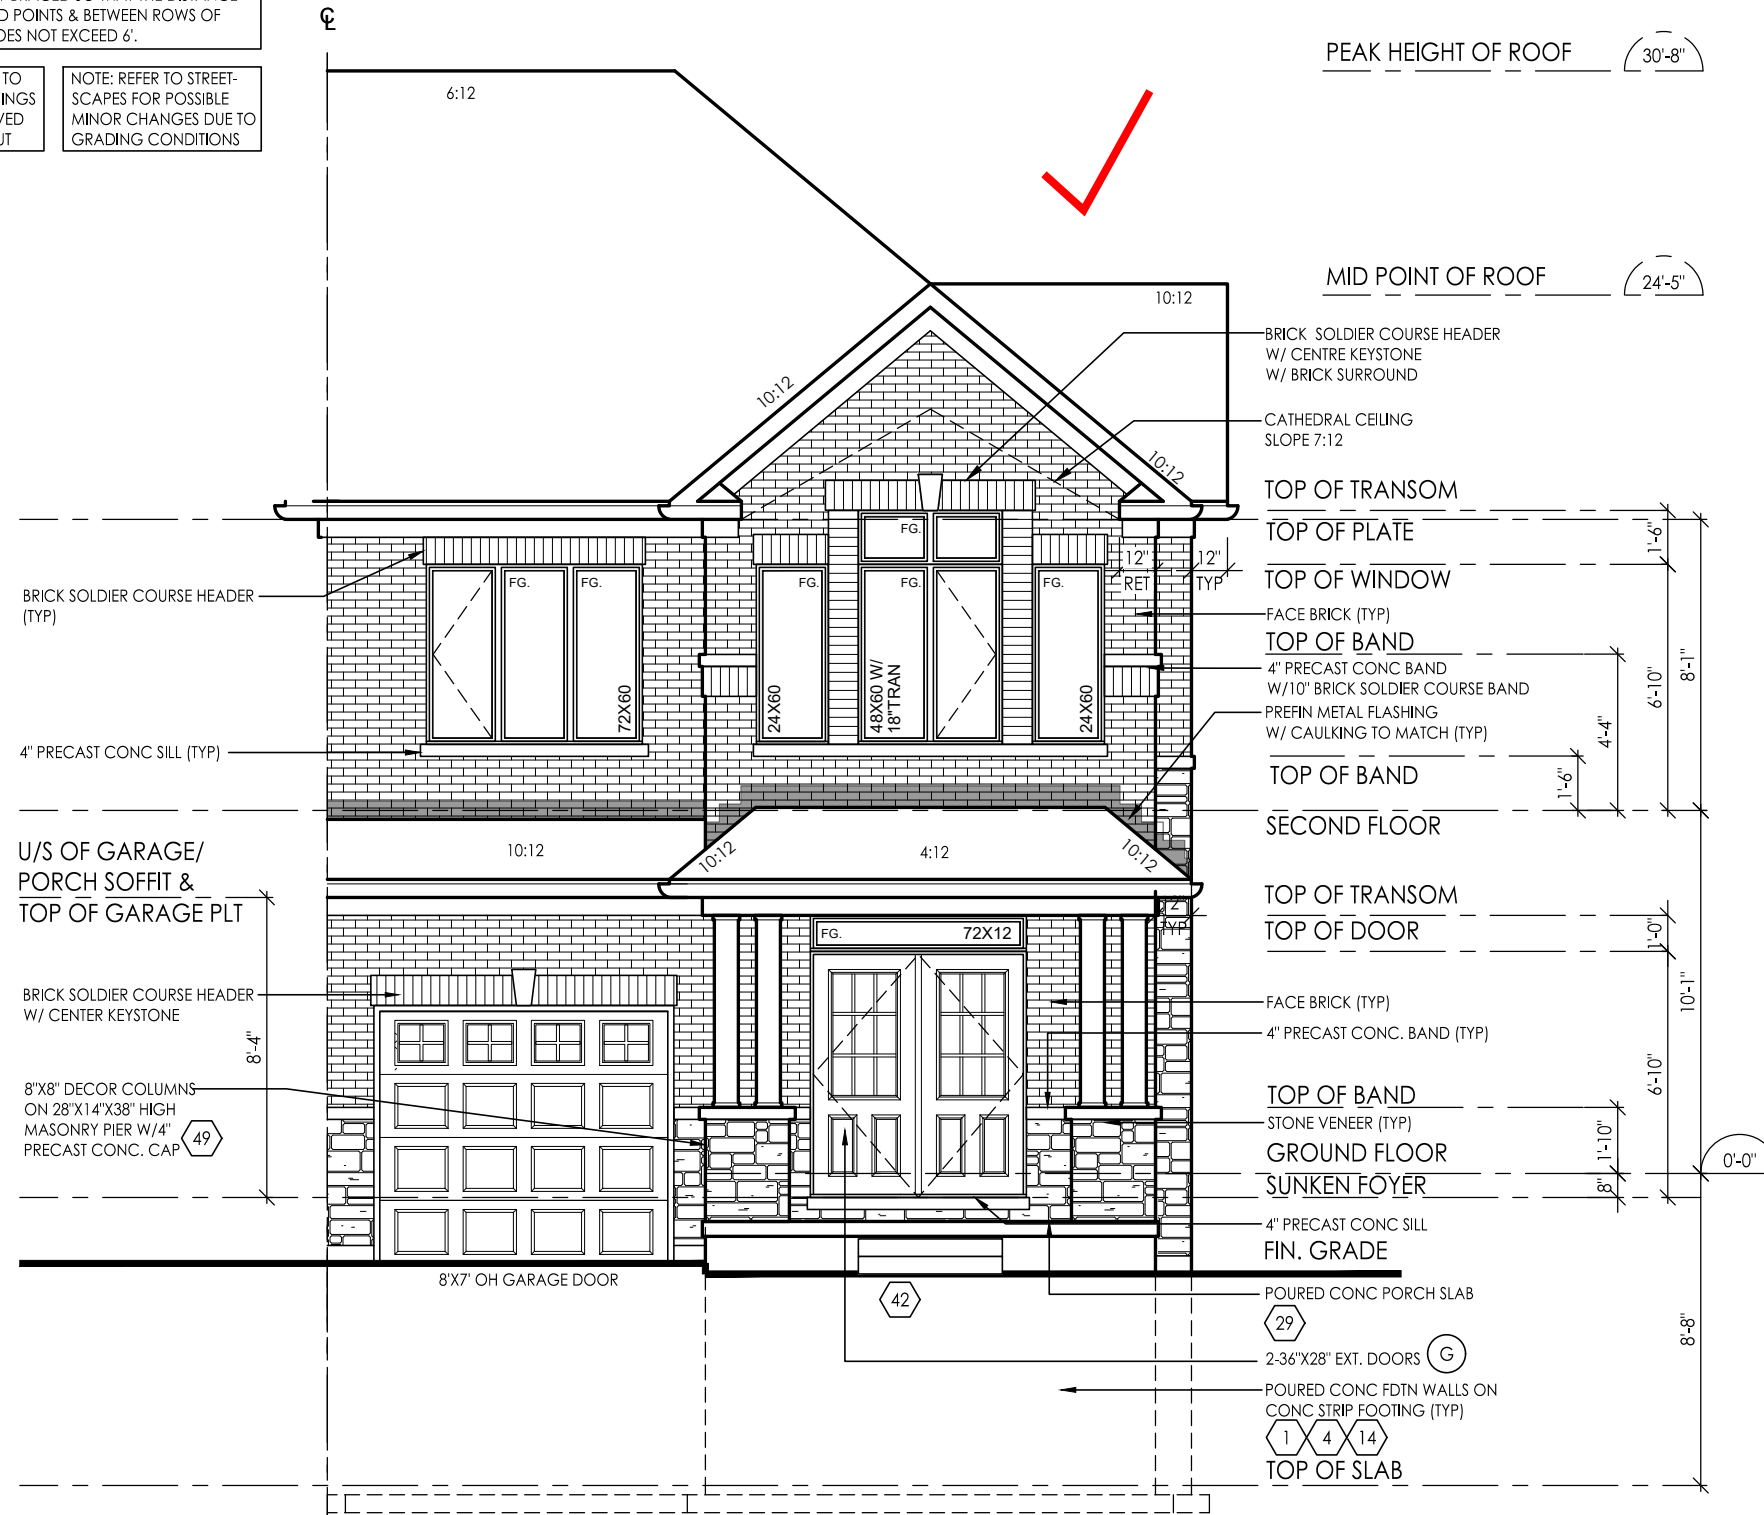 D POINTS & BETWEEN ROWS OF
DOES NOT EXCEED 6'.
TO
INGS
VED
UT
NOTE: REFER TO STREET-
SCAPES FOR POSSIBLE
MINOR CHANGES DUE TO
GRADING CONDITIONS
℄
6:12
PEAK HEIGHT OF ROOF
30'-8"
MID POINT OF ROOF
24'-5"
10:12
10:12
10:12
BRICK SOLDIER COURSE HEADER
W/ CENTRE KEYSTONE
W/ BRICK SURROUND
CATHEDRAL CEILING
SLOPE 7:12
TOP OF TRANSOM
TOP OF PLATE
TOP OF WINDOW
FACE BRICK (TYP)
TOP OF BAND
4" PRECAST CONC BAND
W/10" BRICK SOLDIER COURSE BAND
PREFIN METAL FLASHING
W/ CAULKING TO MATCH (TYP)
TOP OF BAND
SECOND FLOOR
1'-6"
8'-1"
6'-10"
4'-4"
1'-6"
12"
RET
12"
TYP
BRICK SOLDIER COURSE HEADER
(TYP)
4" PRECAST CONC SILL (TYP)
FG.
FG.
72X60
FG.
FG.
FG.
FG.
24X60
48X60 W/
18"TRAN
24X60
10:12
10:12
4:12
10:12
U/S OF GARAGE/
PORCH SOFFIT &
TOP OF GARAGE PLT
8'-4"
BRICK SOLDIER COURSE HEADER
W/ CENTER KEYSTONE
8"X8" DECOR COLUMNS
ON 28"X14"X38" HIGH
MASONRY PIER W/4"
PRECAST CONC. CAP
49
FG.
72X12
TYP
8'X7' OH GARAGE DOOR
42
TOP OF TRANSOM
TOP OF DOOR
FACE BRICK (TYP)
4" PRECAST CONC. BAND (TYP)
TOP OF BAND
STONE VENEER (TYP)
GROUND FLOOR
SUNKEN FOYER
4" PRECAST CONC SILL
FIN. GRADE
POURED CONC PORCH SLAB
29
2-36"X28" EXT. DOORS
G
POURED CONC FDTN WALLS ON
CONC STRIP FOOTING (TYP)
1
4
14
TOP OF SLAB
1'-0"
10'-1"
6'-10"
1'-10"
8"
0'-0"
8'-8"